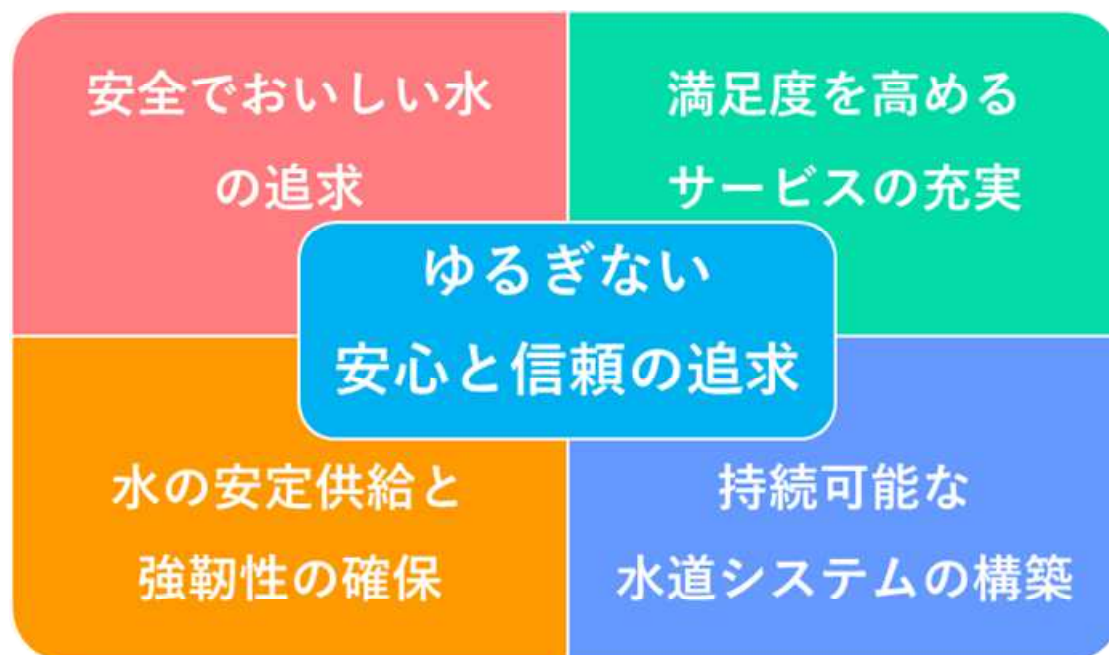 安全でおいしい水
の追求
満足度を高める
サービスの充実
ゆるぎない
安心と信頼の追求
水の安定供給と
強靭性の確保
持続可能な
水道システムの構築